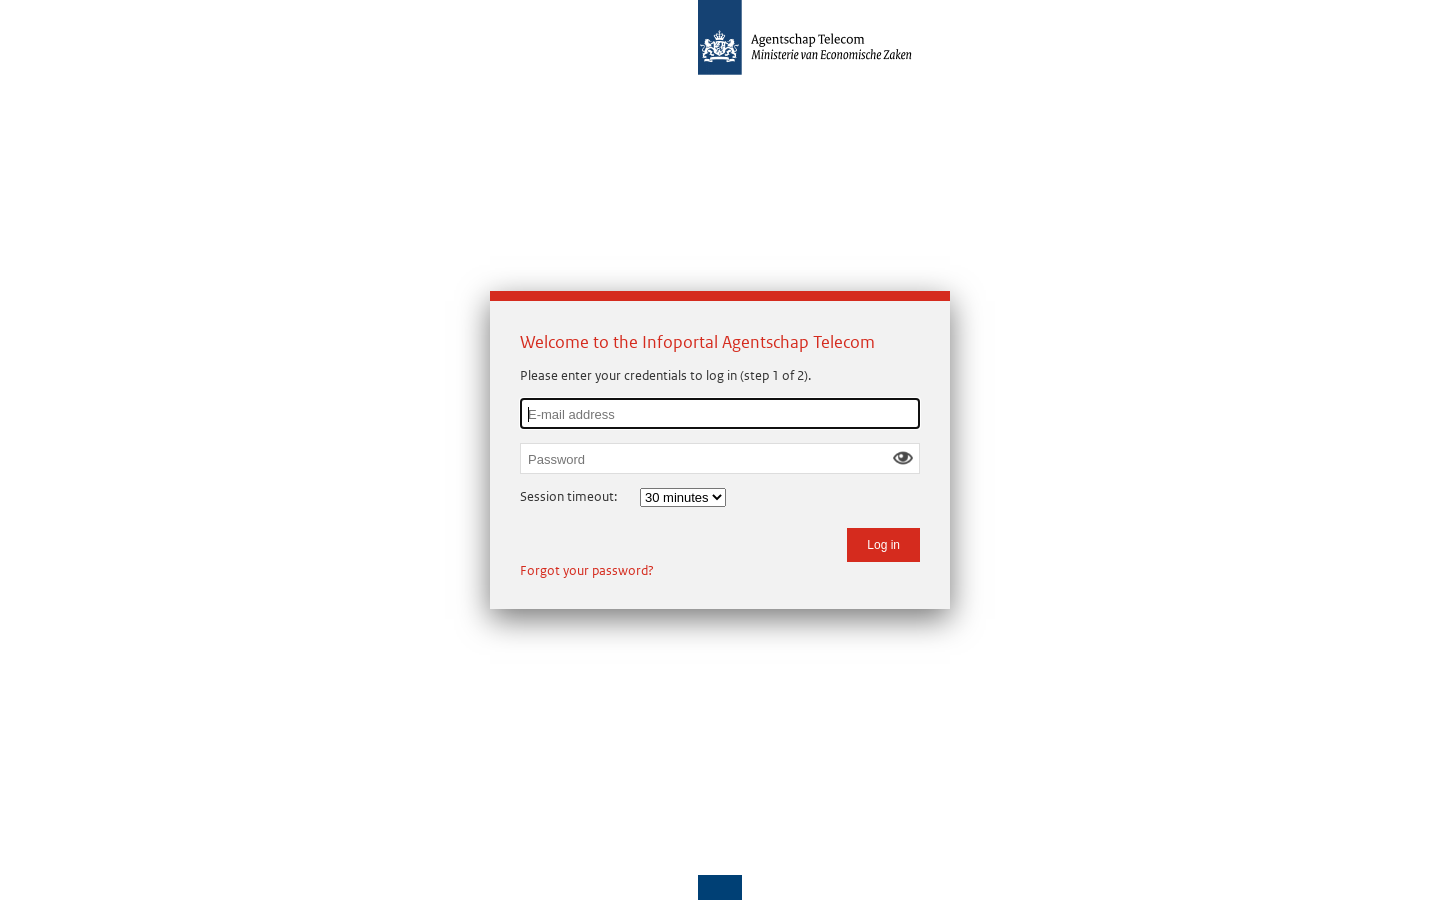 Agentschap Telecom
Ministerie van Economische Zaken
Welcome to the Infoportal Agentschap Telecom
Please enter your credentials to log in (step 1 of 2).
E-mail address
Password
Session timeout: 30 minutes
Log in
Forgot your password?